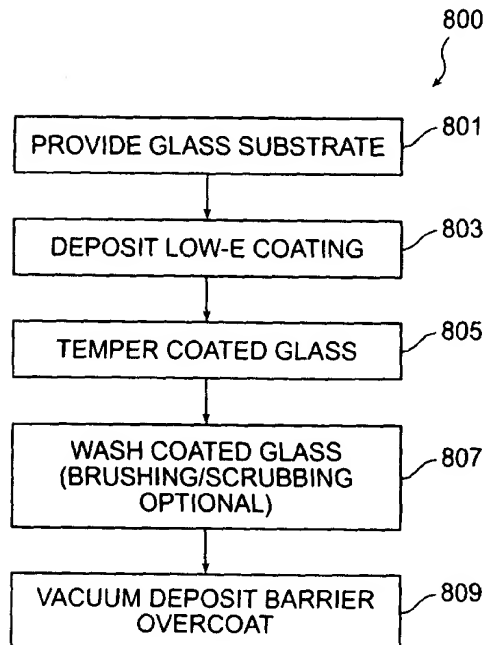 800
PROVIDE GLASS SUBSTRATE
801
DEPOSIT LOW-E COATING
803
TEMPER COATED GLASS
805
WASH COATED GLASS
(BRUSHING/SCRUBBING
OPTIONAL)
807
VACUUM DEPOSIT BARRIER
OVERCOAT
809